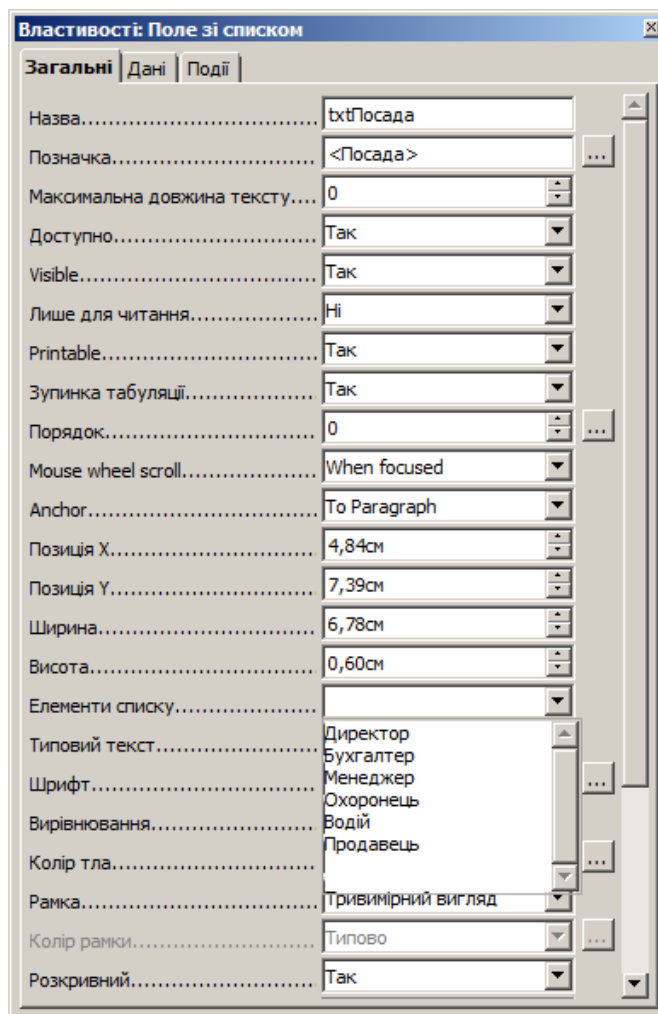 Властивості: Поле зі списком
Загальні Дані Події
Назва................................. txtПосада
Позначка............................. <Посада> ...
Максимальна довжина тексту.... 0
Доступно............................. Так
Visible................................. Так
Лише для читання.................. Ні
Printable.............................. Так
Зупинка табуляції.................. Так
Порядок.............................. 0 ...
Mouse wheel scroll.................. When focused
Anchor................................ To Paragraph
Позиція X............................. 4,84см
Позиція Y............................. 7,39см
Ширина............................... 6,78см
Висота................................ 0,60см
Елементи списку....................
Типовий текст....................... Директор
Бухгалтер
Шрифт................................. Менеджер ...
Охоронець
Вирівнювання....................... Водій
Продавець
Колір тла............................. ...
Рамка................................. Тривимірний вигляд
Колір рамки.......................... Типово ...
Розкривний........................... Так